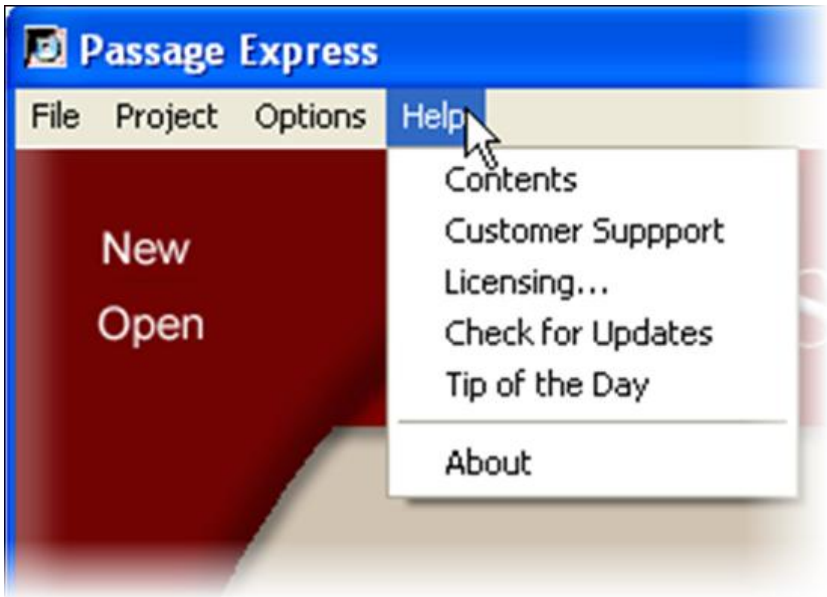 Passage Express
File Project Options Help
Contents
New
Customer Suppport
Licensing...
Open
Check for Updates
Tip of the Day
About